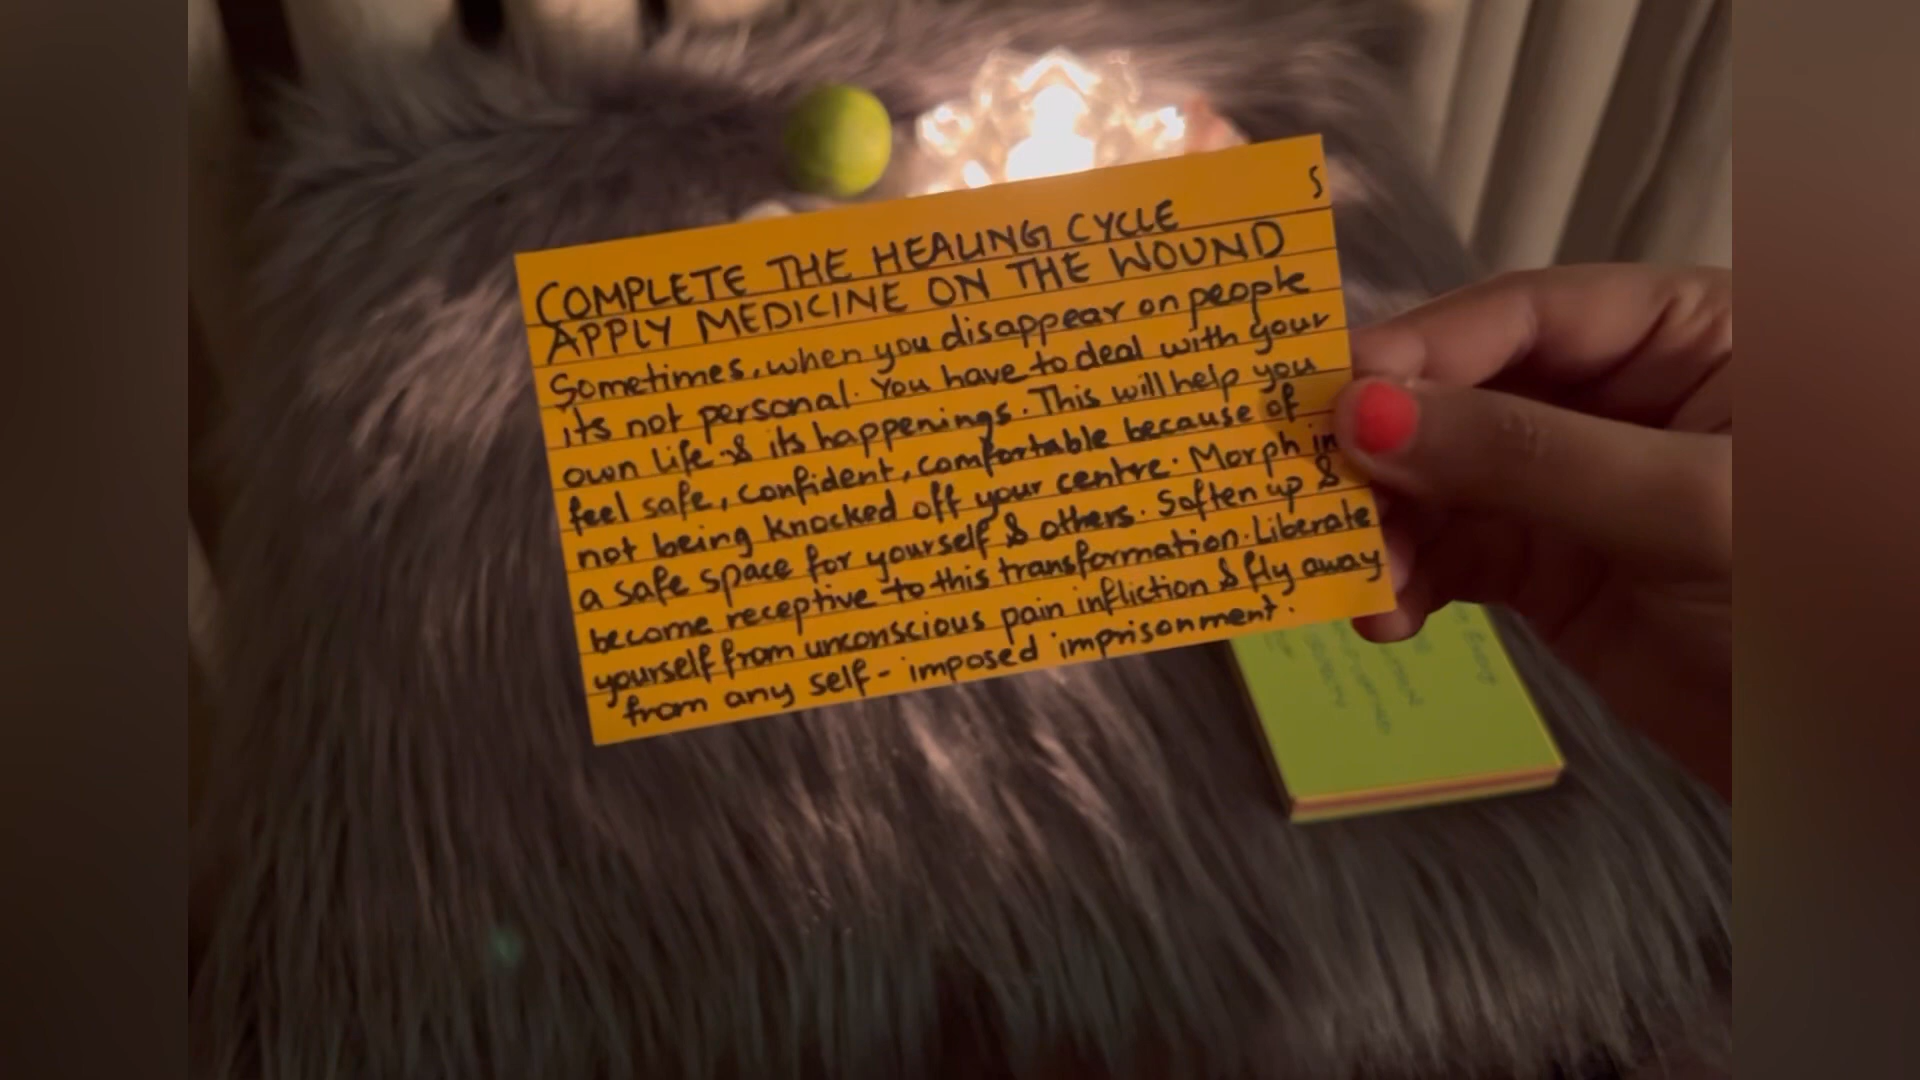 S
COMPLETE THE HEALING CYCLE
APPLY MEDICINE ON THE WOUND
Sometimes, when you disappear on people
its not personal. You have to deal with your
own life & its happenings. This will help you
feel safe, confident, comfortable because of
not being knocked off your centre. Morph in
a safe space for yourself & others. Soften up &
become receptive to this transformation. Liberate
yourself from unconscious pain infliction & fly away
from any self-imposed imprisonment.